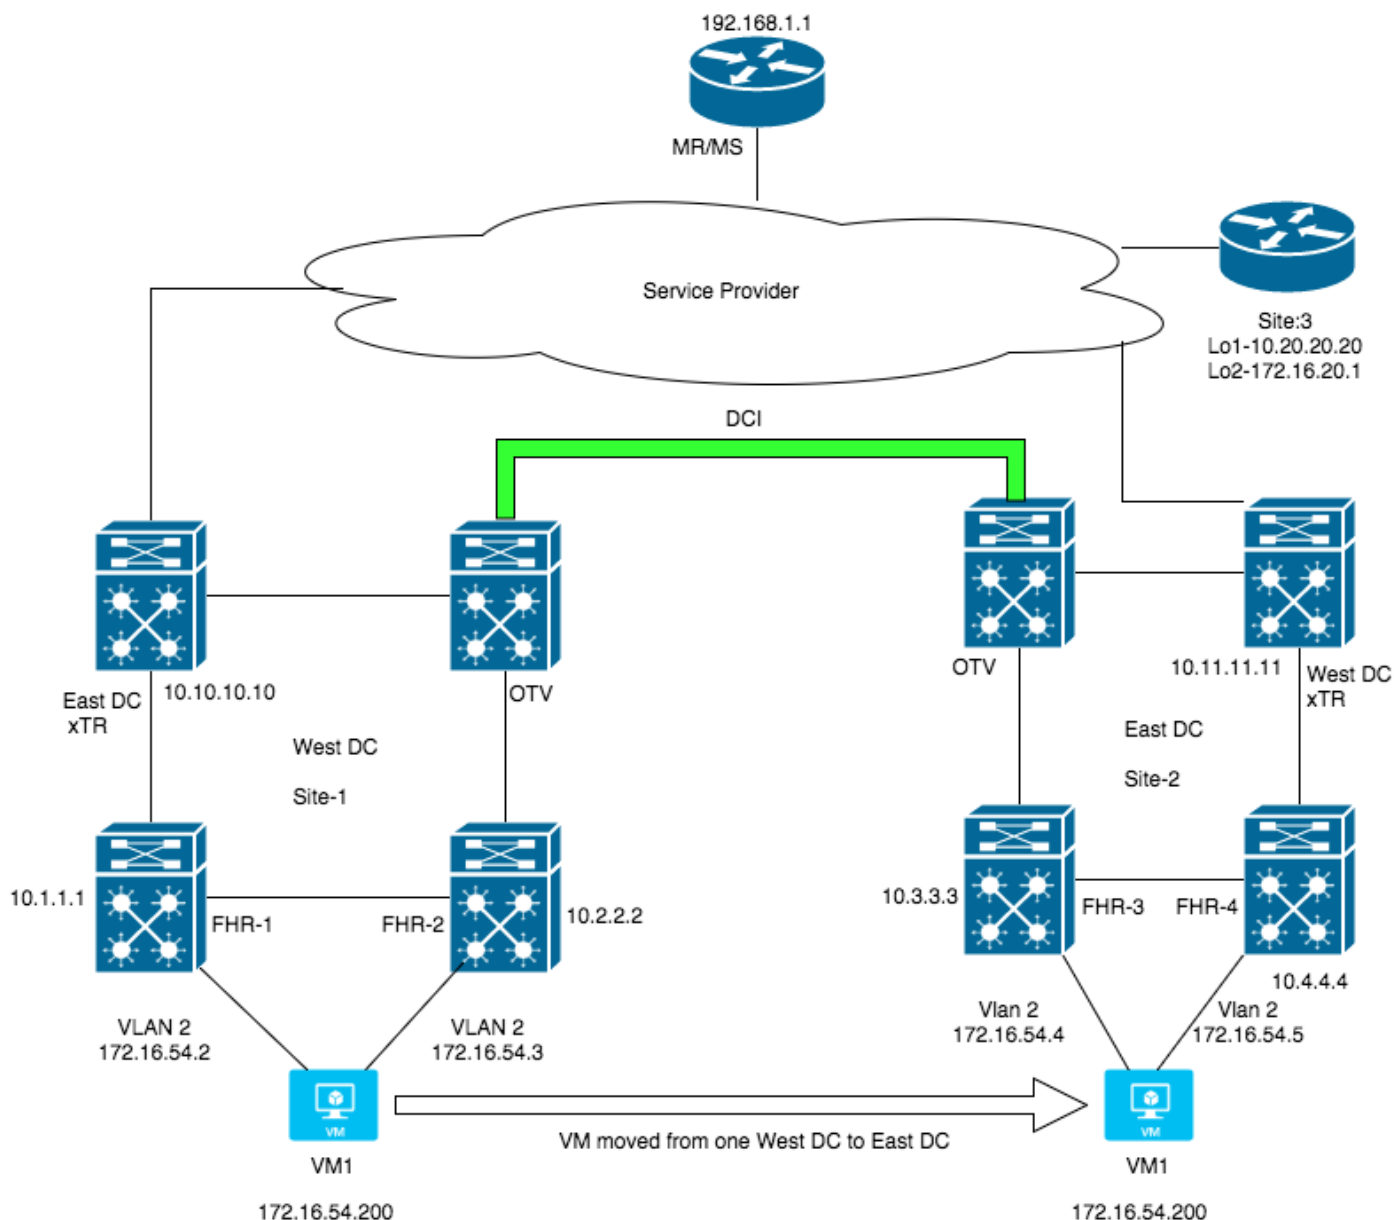 192.168.1.1
MR/MS
Service Provider
Site:3
Lo1-10.20.20.20
Lo2-172.16.20.1
DCI
East DC
xTR
10.10.10.10
OTV
West DC
Site-1
OTV
10.11.11.11
West DC
xTR
East DC
Site-2
10.1.1.1
FHR-1
FHR-2
10.2.2.2
10.3.3.3
FHR-3
FHR-4
10.4.4.4
VLAN 2
172.16.54.2
VLAN 2
172.16.54.3
Vlan 2
172.16.54.4
Vlan 2
172.16.54.5
VM
VM
VM moved from one West DC to East DC
VM1
172.16.54.200
VM1
172.16.54.200